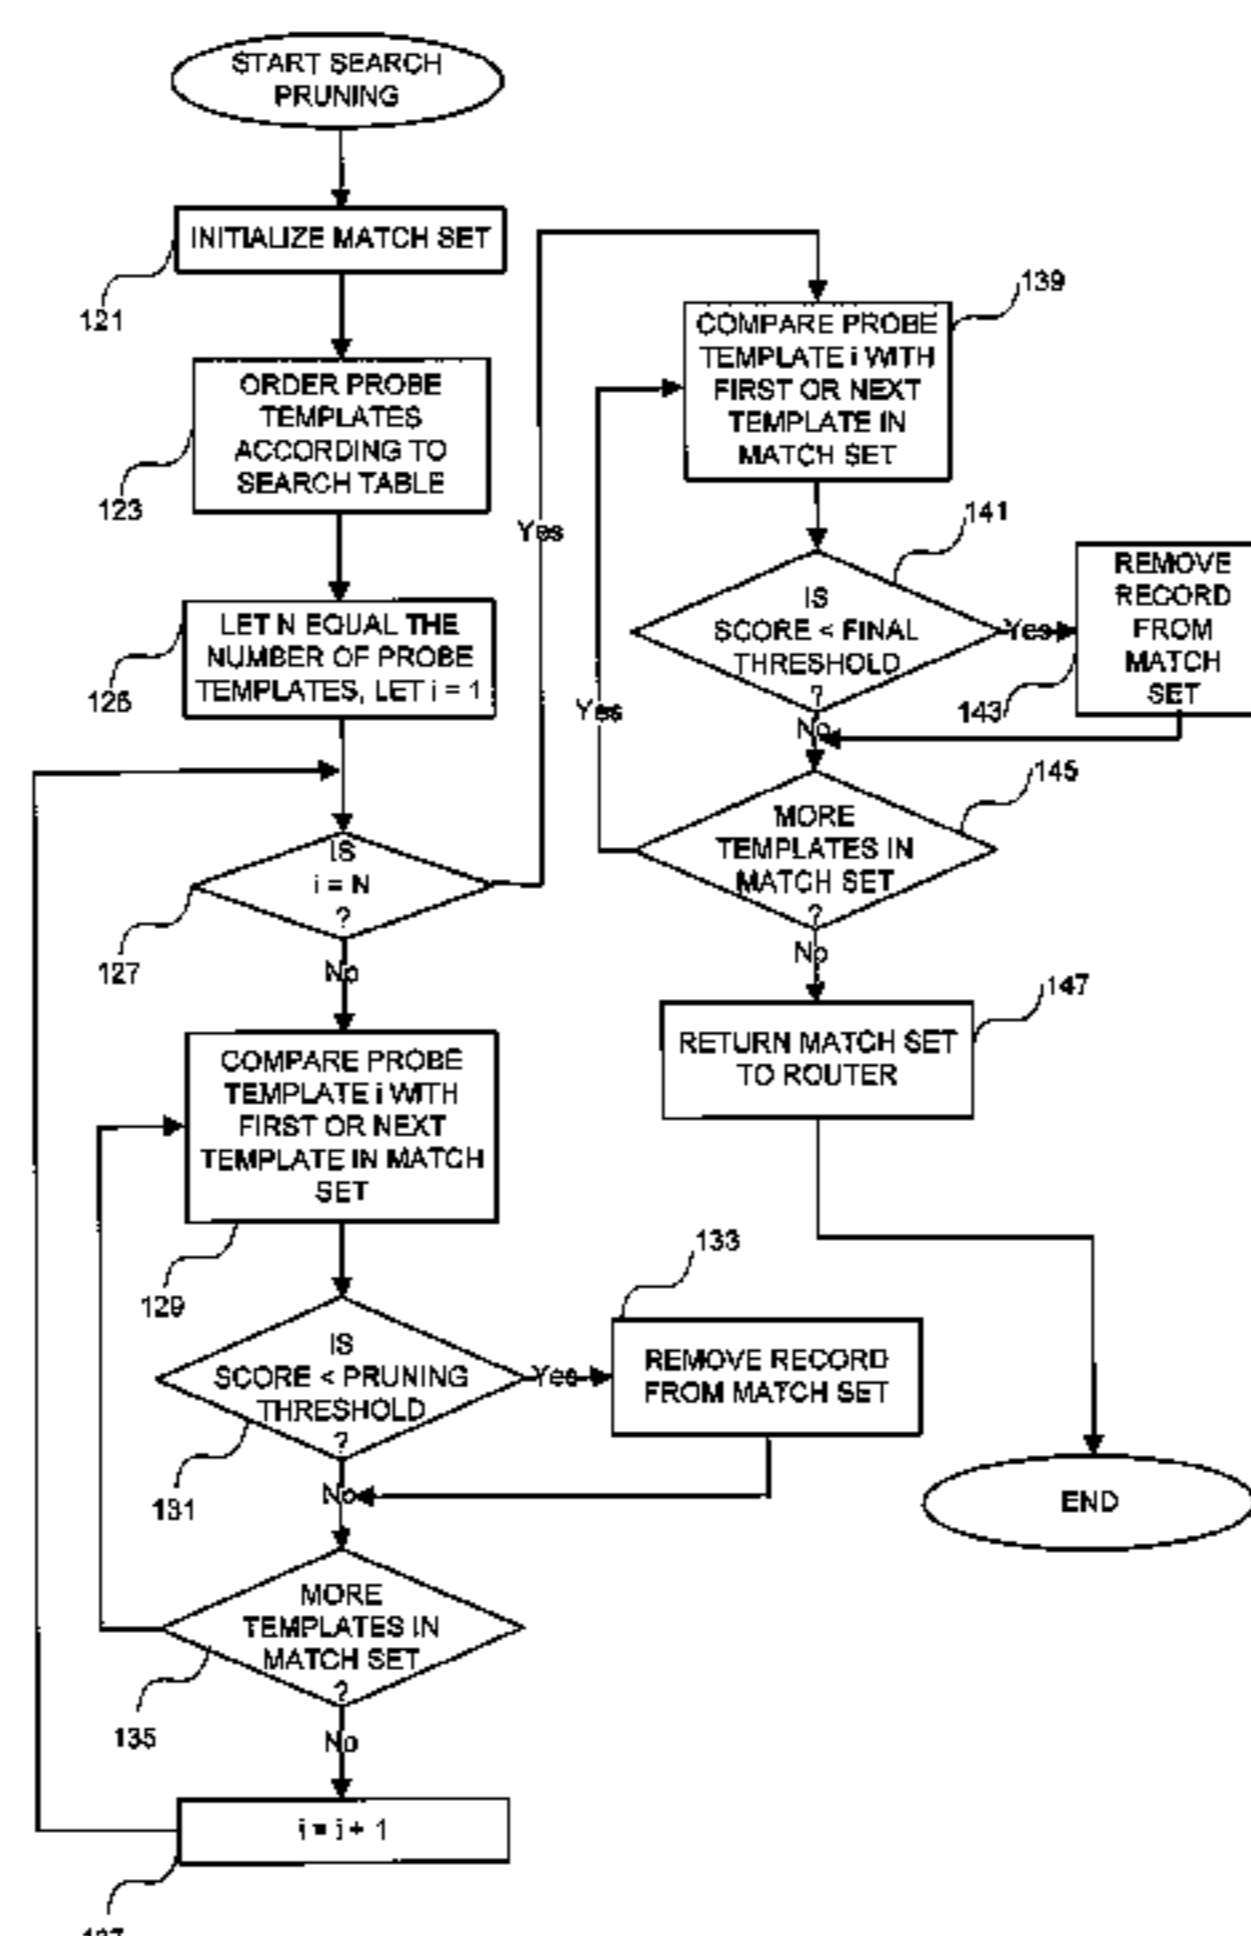 START SEARCH
PRUNING
INITIALIZE MATCH SET
121
ORDER PROBE
TEMPLATES
ACCORDING TO
SEARCH TABLE
123
LET N EQUAL THE
NUMBER OF PROBE
TEMPLATES, LET i = 1
125
IS
i = N
?
127
Yes
No
COMPARE PROBE
TEMPLATE i WITH
FIRST OR NEXT
TEMPLATE IN MATCH
SET
129
IS
SCORE < PRUNING
THRESHOLD
?
131
Yes
133
REMOVE RECORD
FROM MATCH SET
No
MORE
TEMPLATES IN
MATCH SET
?
135
No
i = i + 1
139
COMPARE PROBE
TEMPLATE i WITH
FIRST OR NEXT
TEMPLATE IN
MATCH SET
141
IS
SCORE < FINAL
THRESHOLD
?
Yes
REMOVE
RECORD
FROM
MATCH
SET
143
No
145
MORE
TEMPLATES IN
MATCH SET
?
Yes
No
147
RETURN MATCH SET
TO ROUTER
END